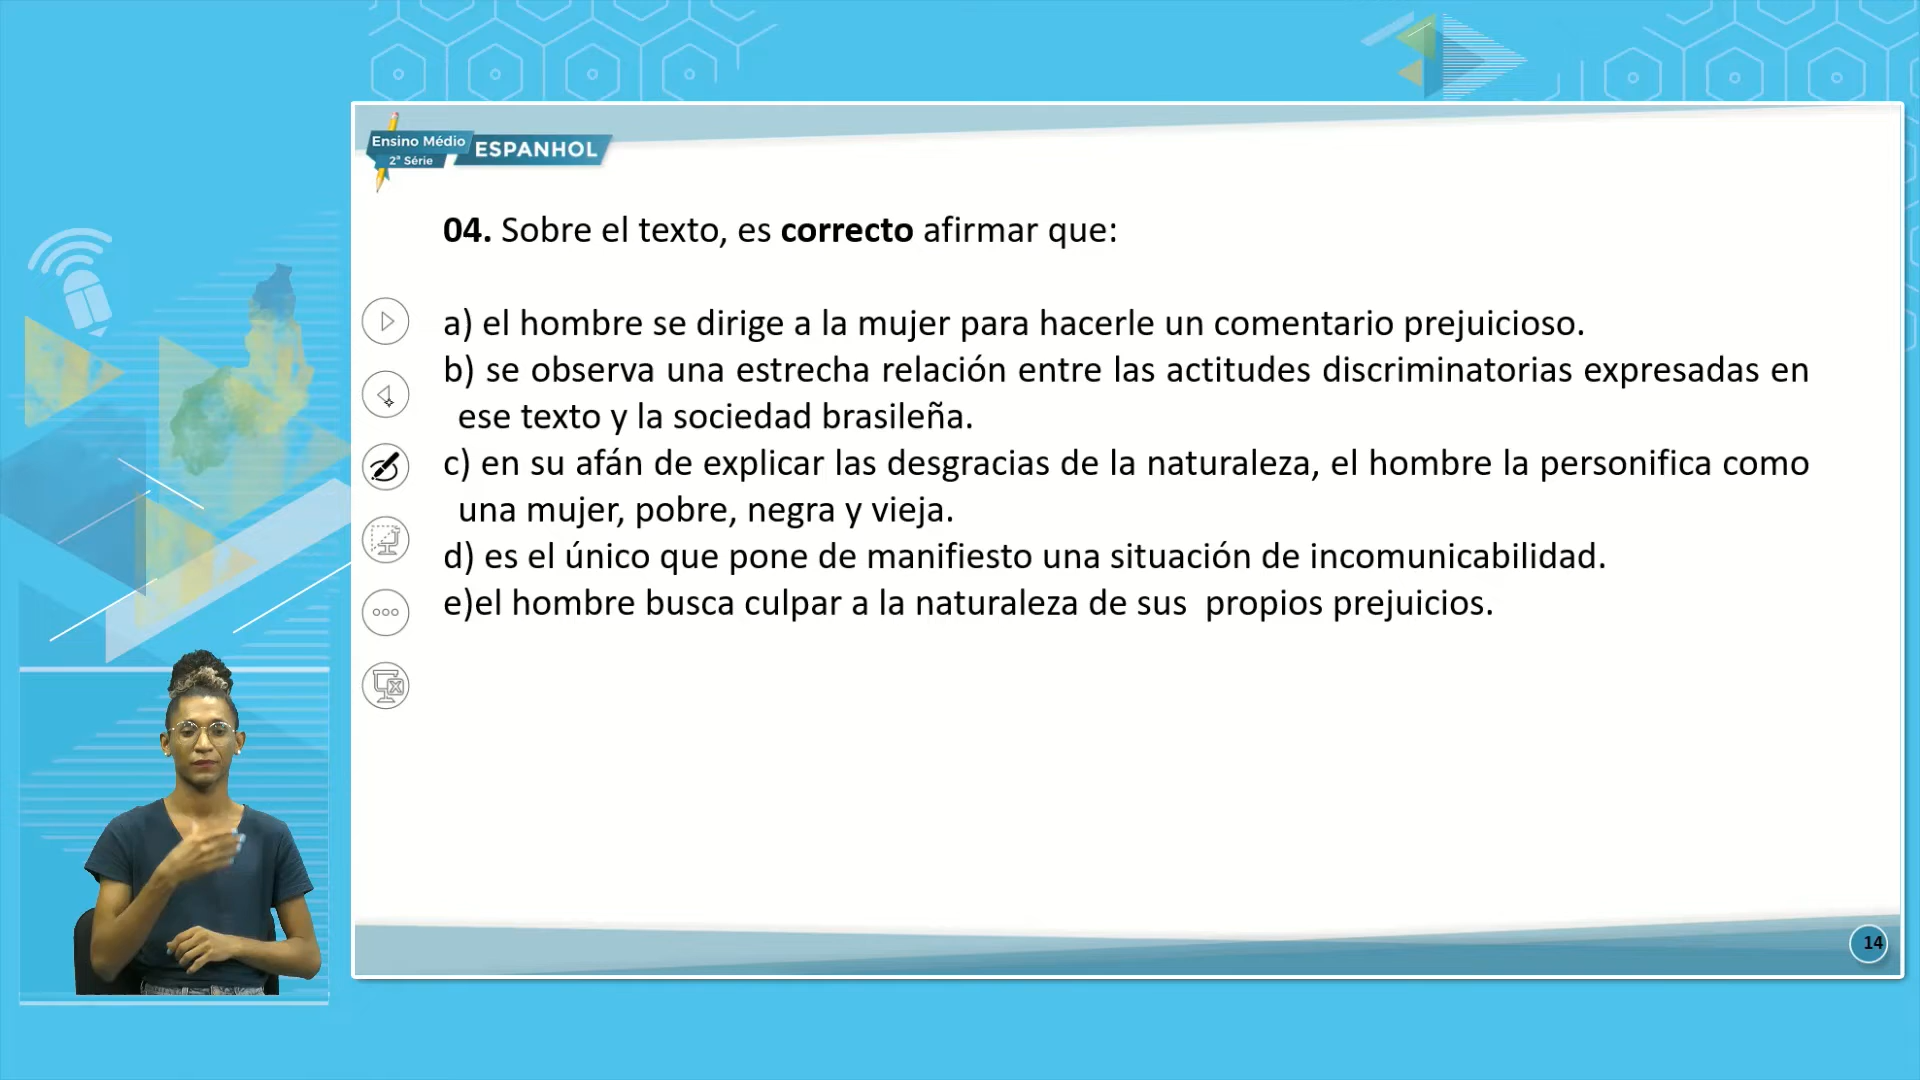 Ensino Médio
2ª Série
ESPANHOL
04. Sobre el texto, es correcto afirmar que:
a) el hombre se dirige a la mujer para hacerle un comentario prejuicioso.
b) se observa una estrecha relación entre las actitudes discriminatorias expresadas en
ese texto y la sociedad brasileña.
c) en su afán de explicar las desgracias de la naturaleza, el hombre la personifica como
una mujer, pobre, negra y vieja.
d) es el único que pone de manifiesto una situación de incomunicabilidad.
e)el hombre busca culpar a la naturaleza de sus propios prejuicios.
14